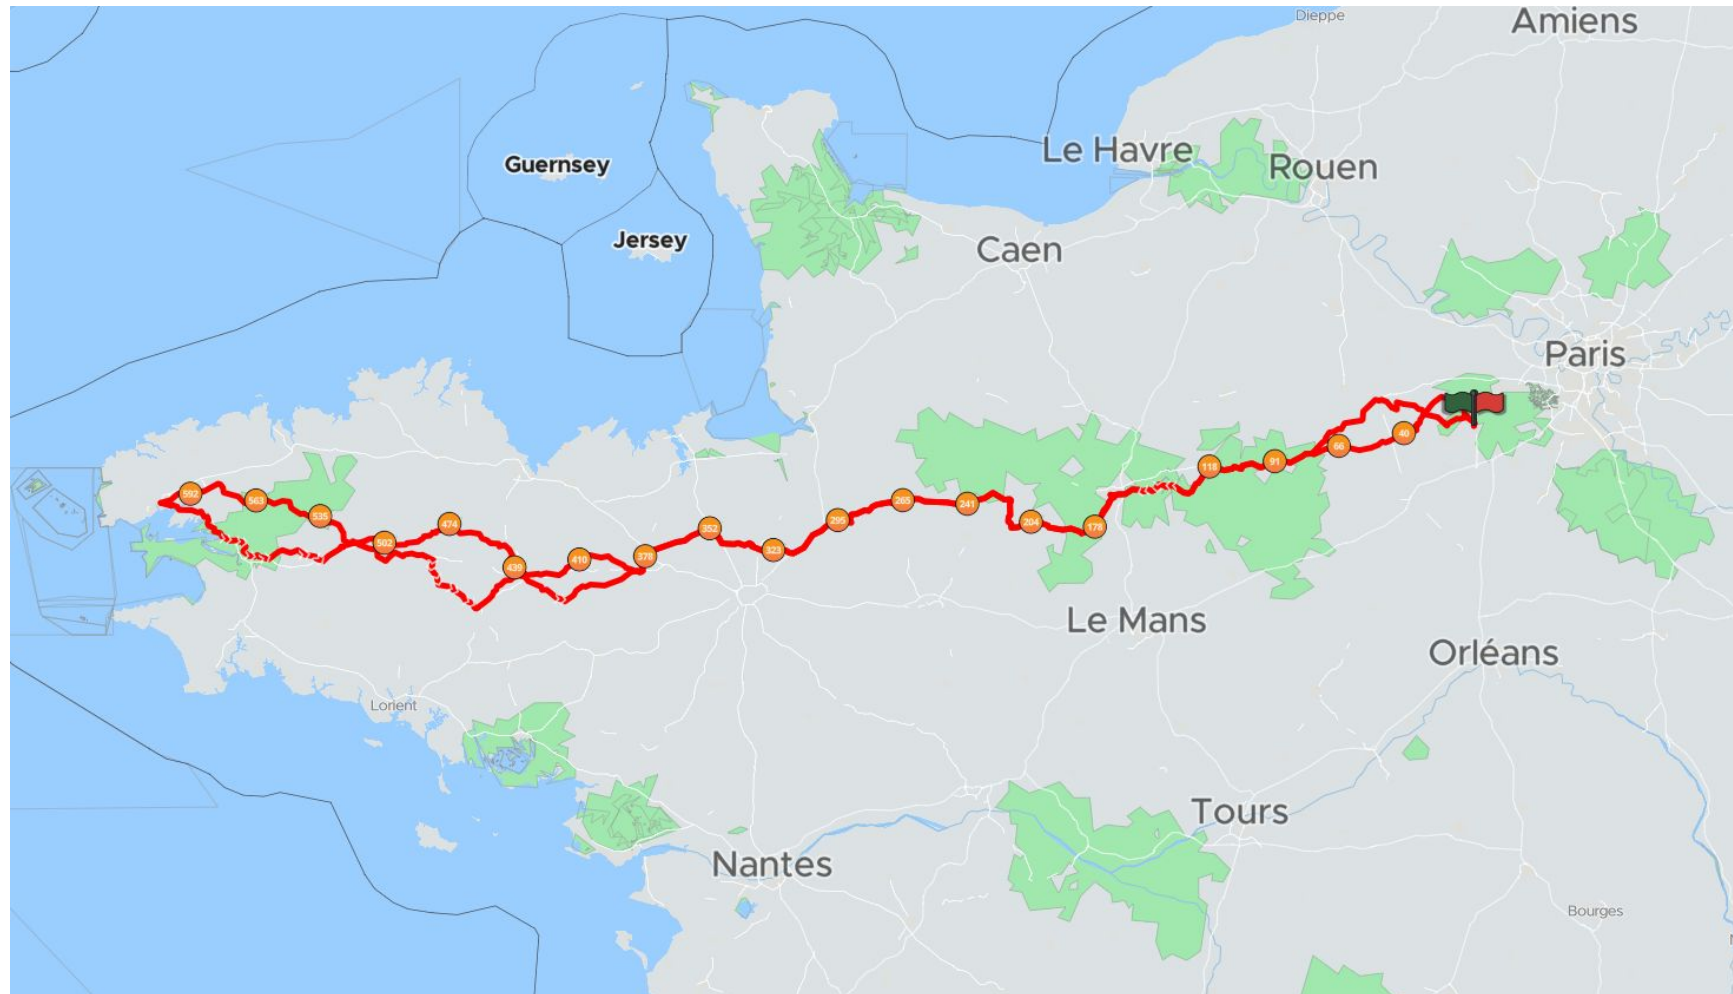 Dieppe
Amiens
Le Havre
Rouen
Guernsey
Jersey
Caen
Paris
40
66
91
118
592
563
535
502
474
439
410
378
352
323
295
265
241
204
178
Le Mans
Orléans
Lorient
Tours
Nantes
Bourges